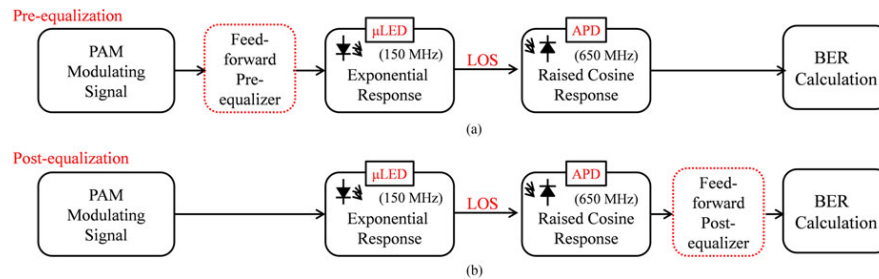 Pre-equalization
PAM
Modulating
Signal
Feed-
forward
Pre-
equalizer
μLED
(150 MHz)
Exponential
Response
LOS
APD
(650 MHz)
Raised Cosine
Response
BER
Calculation
(a)
Post-equalization
PAM
Modulating
Signal
μLED
(150 MHz)
Exponential
Response
LOS
APD
(650 MHz)
Raised Cosine
Response
Feed-
forward
Post-
equalizer
BER
Calculation
(b)